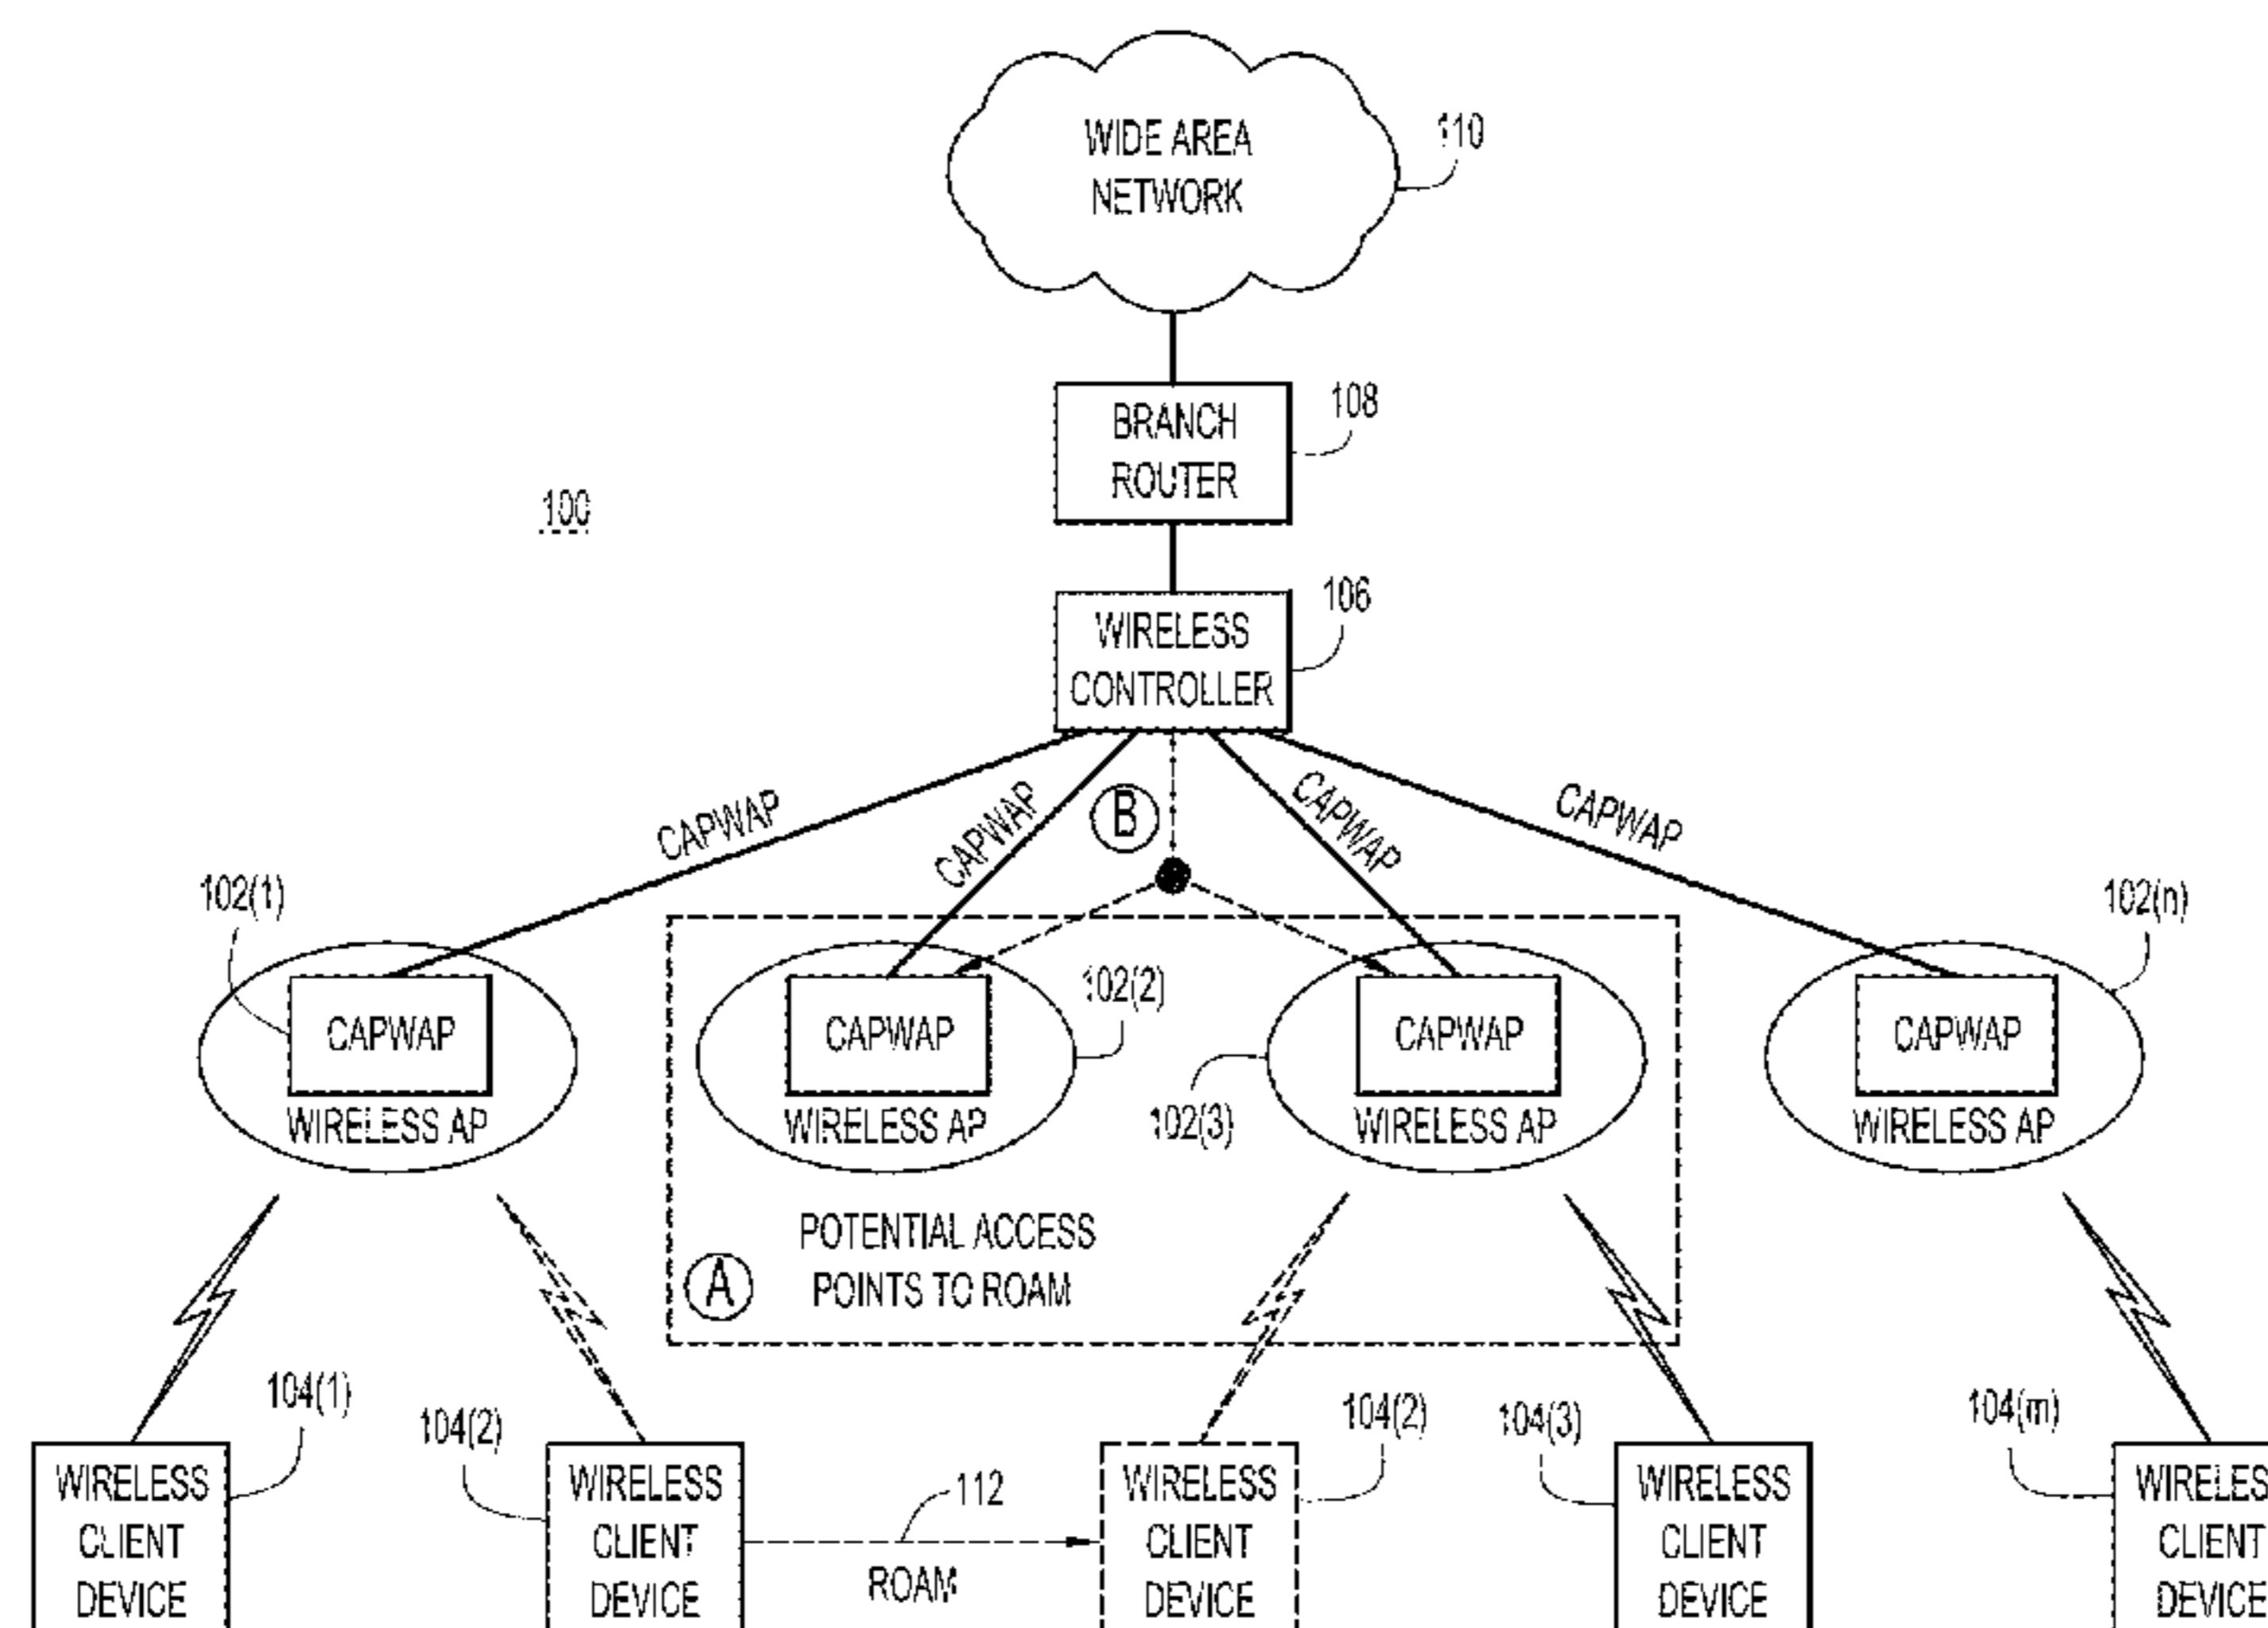 WIDE AREA
NETWORK
110
BRANCH
ROUTER
108
100
WIRELESS
CONTROLLER
106
CAPWAP
CAPWAP
B
CAPWAP
CAPWAP
102(1)
102(n)
CAPWAP
WIRELESS AP
CAPWAP
WIRELESS AP
102(2)
102(3)
CAPWAP
WIRELESS AP
CAPWAP
WIRELESS AP
A
POTENTIAL ACCESS
POINTS TO ROAM
104(1)
104(2)
104(2)
104(3)
104(m)
WIRELESS
CLIENT
DEVICE
WIRELESS
CLIENT
DEVICE
112
ROAM
WIRELESS
CLIENT
DEVICE
WIRELESS
CLIENT
DEVICE
WIRELES
CLIENT
DEVICE